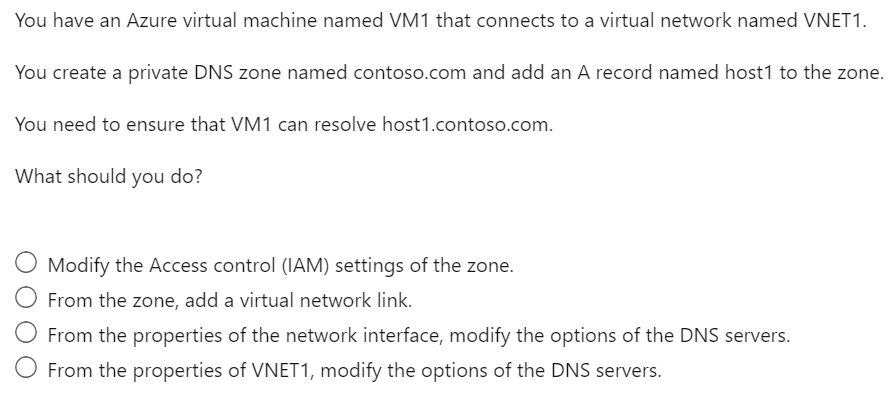 You have an Azure virtual machine named VM1 that connects to a virtual network named VNET1.
You create a private DNS zone named contoso.com and add an A record named host1 to the zone.
You need to ensure that VM1 can resolve host1.contoso.com.
What should you do?
Modify the Access control (IAM) settings of the zone.
From the zone, add a virtual network link.
From the properties of the network interface, modify the options of the DNS servers.
From the properties of VNET1, modify the options of the DNS servers.